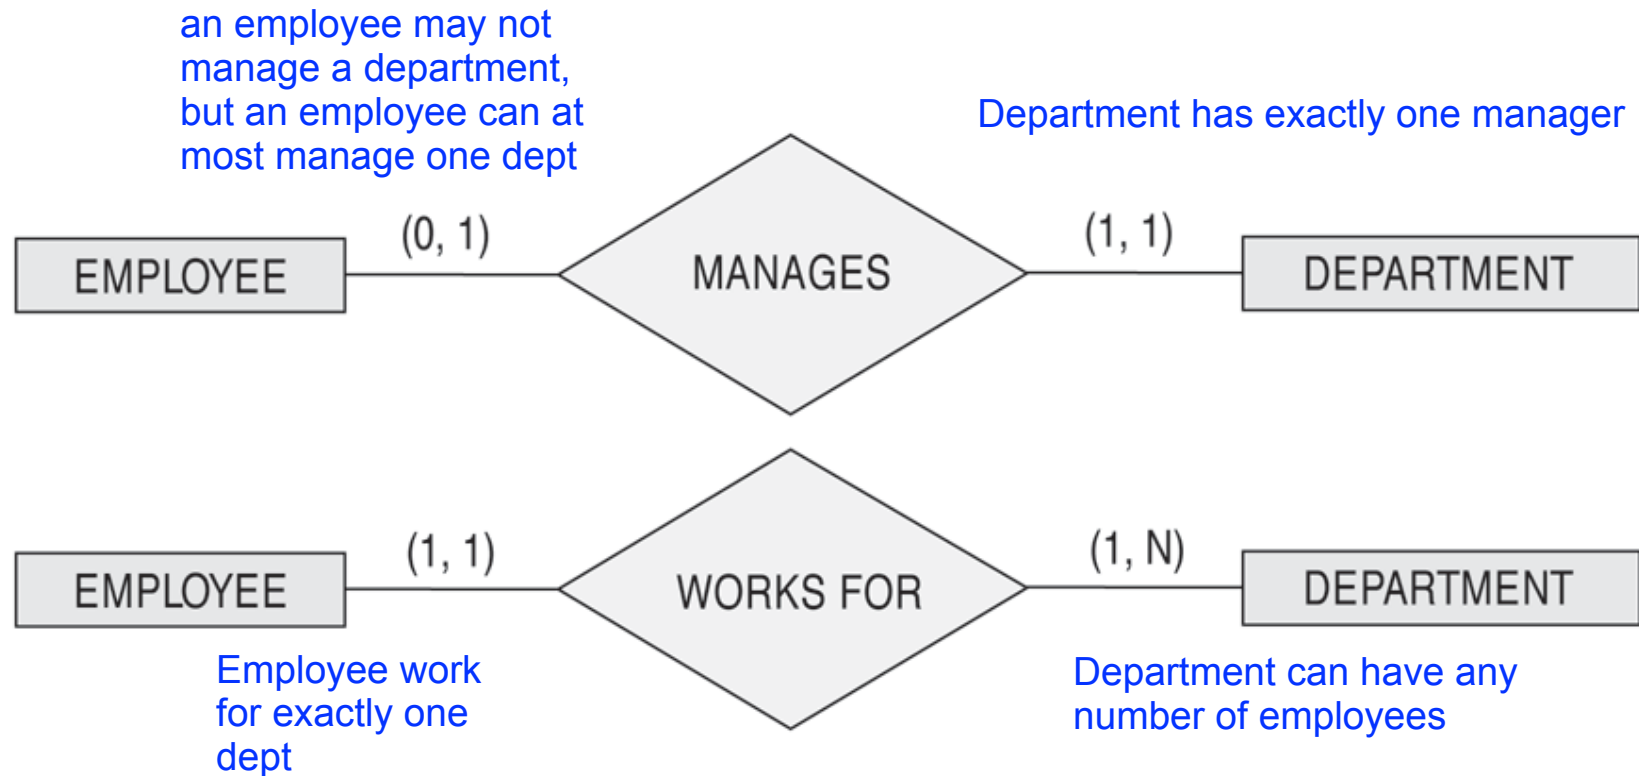 an employee may not
manage a department,
but an employee can at
most manage one dept
Department has exactly one manager
(0, 1)
(1, 1)
EMPLOYEE
MANAGES
DEPARTMENT
(1, 1)
(1, N)
EMPLOYEE
WORKS FOR
DEPARTMENT
Employee work
for exactly one
dept
Department can have any
number of employees